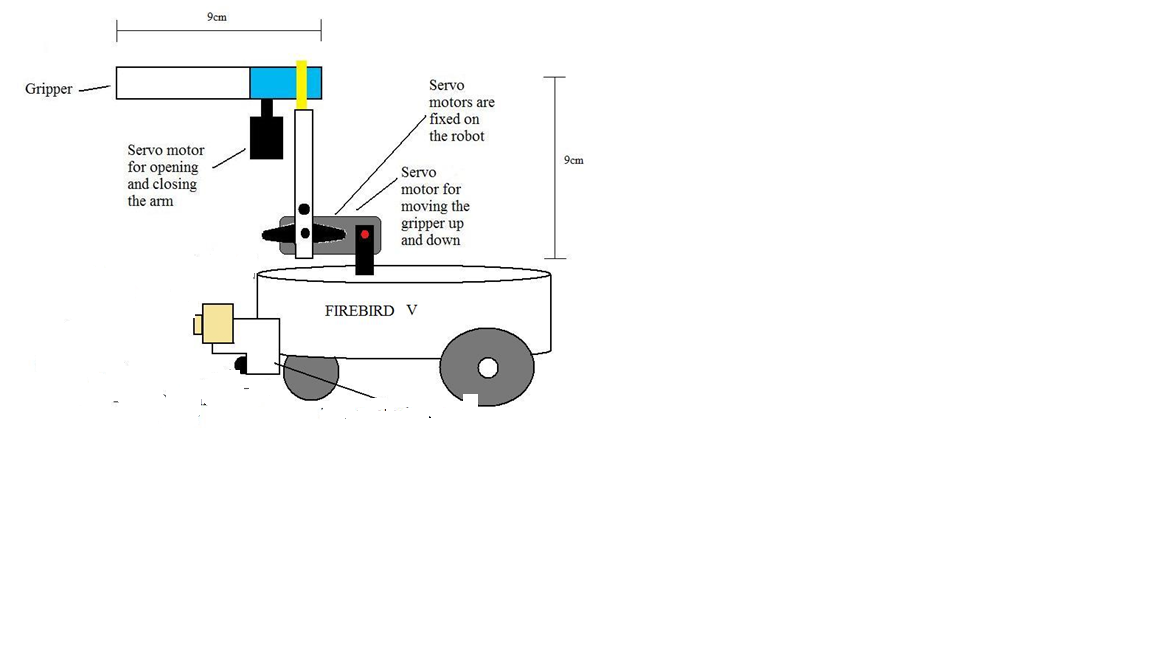 9cm
Gripper
Servo
motors are
fixed on
the robot
Servo motor
for opening
and closing
the arm
Servo
motor for
moving the
gripper up
and down
9cm
FIREBIRD V